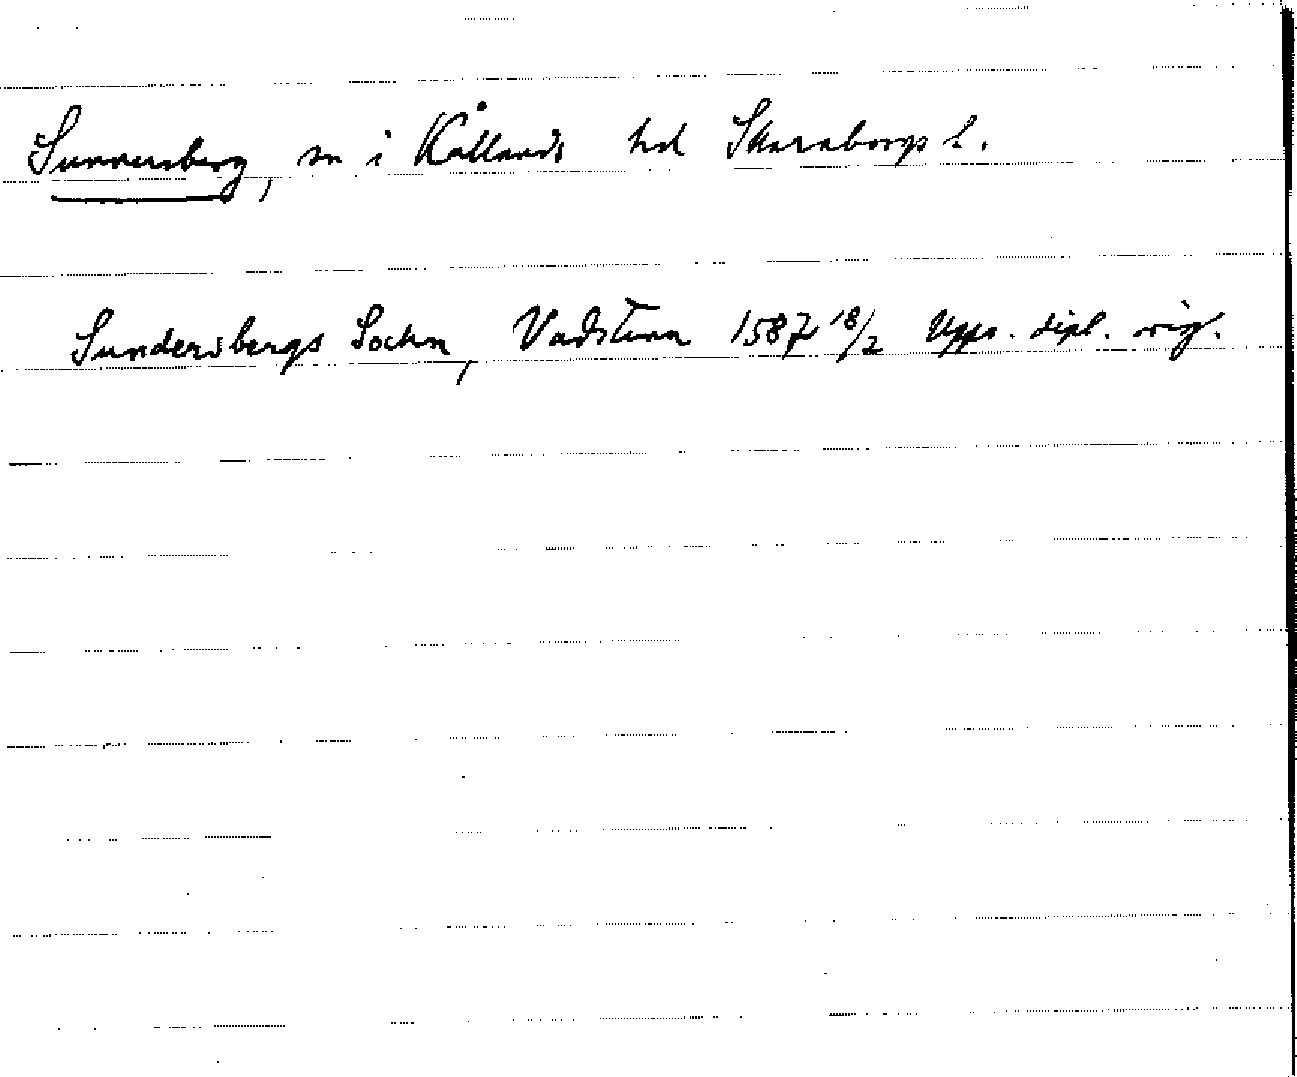 Sunnersberg, sn i Kållands hd Skaraborgs l.
Sundersbergs Sochn, Vadstena 1587 18/2 Upps. dipl. orig.